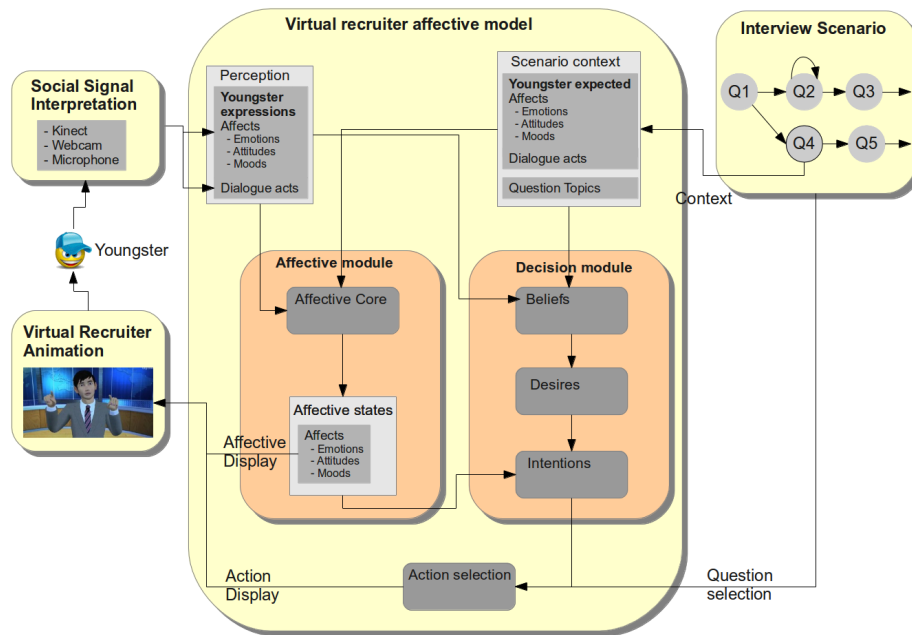 Virtual recruiter affective model
Interview Scenario
Q1
Q2
Q3
Q4
Q5
Social Signal
Interpretation
- Kinect
- Webcam
- Microphone
Perception
Youngster
expressions
Affects
- Emotions
- Attitudes
- Moods
Dialogue acts
Scenario context
Youngster expected
Affects
- Emotions
- Attitudes
- Moods
Dialogue acts
Question Topics
Context
Youngster
Affective module
Affective Core
Affective states
Affects
- Emotions
- Attitudes
- Moods
Decision module
Beliefs
Desires
Intentions
Virtual Recruiter
Animation
Affective
Display
Action
Display
Action selection
Question
selection